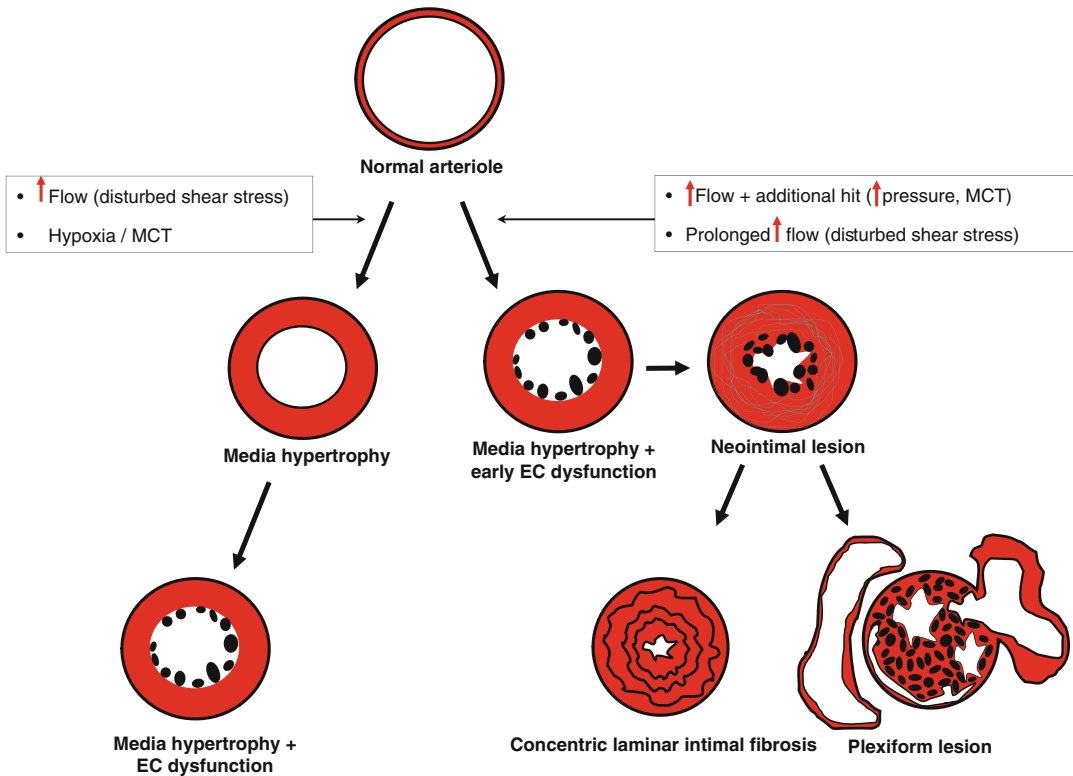 Normal arteriole
• ↑ Flow (disturbed shear stress)
• Hypoxia / MCT
• ↑Flow + additional hit (↑pressure, MCT)
• Prolonged ↑ flow (disturbed shear stress)
Media hypertrophy
Media hypertrophy +
early EC dysfunction
Neointimal lesion
Media hypertrophy +
EC dysfunction
Concentric laminar intimal fibrosis
Plexiform lesion